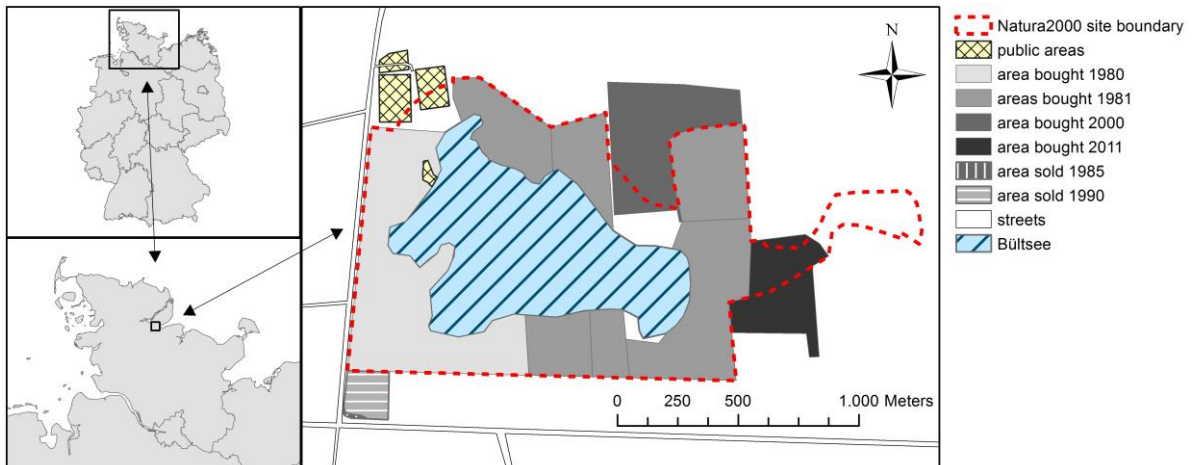 N
0 250 500 1.000 Meters
Natura2000 site boundary
public areas
area bought 1980
areas bought 1981
area bought 2000
area bought 2011
area sold 1985
area sold 1990
streets
Bültsee